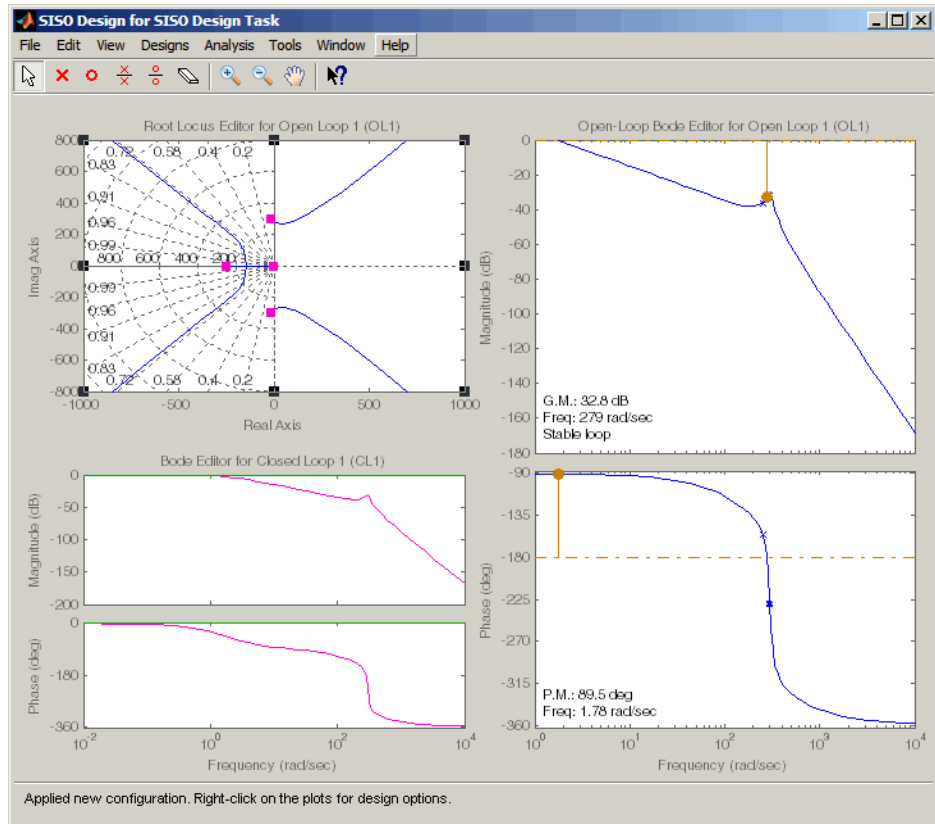 SISO Design for SISO Design Task
File Edit View Designs Analysis Tools Window Help
Root Locus Editor for Open Loop 1 (OL1)
Imag Axis
800
600
400
200
0
-200
-400
-600
-800
0.72 0.58 0.4 0.2
0.83
0.91
0.96
0.99
800 600 400 200
0.99
0.96
0.91
0.83
0.72 0.58 0.4 0.2
-1000 -500 0 500 1000
Real Axis
Bode Editor for Closed Loop 1 (CL1)
Magnitude (dB)
0
-50
-100
-150
-200
Phase (deg)
0
-180
-360
10^-2 10^0 10^2 10^4
Frequency (rad/sec)
Open-Loop Bode Editor for Open Loop 1 (OL1)
Magnitude (dB)
0
-20
-40
-60
-80
-100
-120
-140
-160
-180
G.M.: 32.8 dB
Freq: 279 rad/sec
Stable loop
Phase (deg)
-90
-135
-180
-225
-270
-315
-360
P.M.: 89.5 deg
Freq: 1.78 rad/sec
10^0 10^1 10^2 10^3 10^4
Frequency (rad/sec)
Applied new configuration. Right-click on the plots for design options.